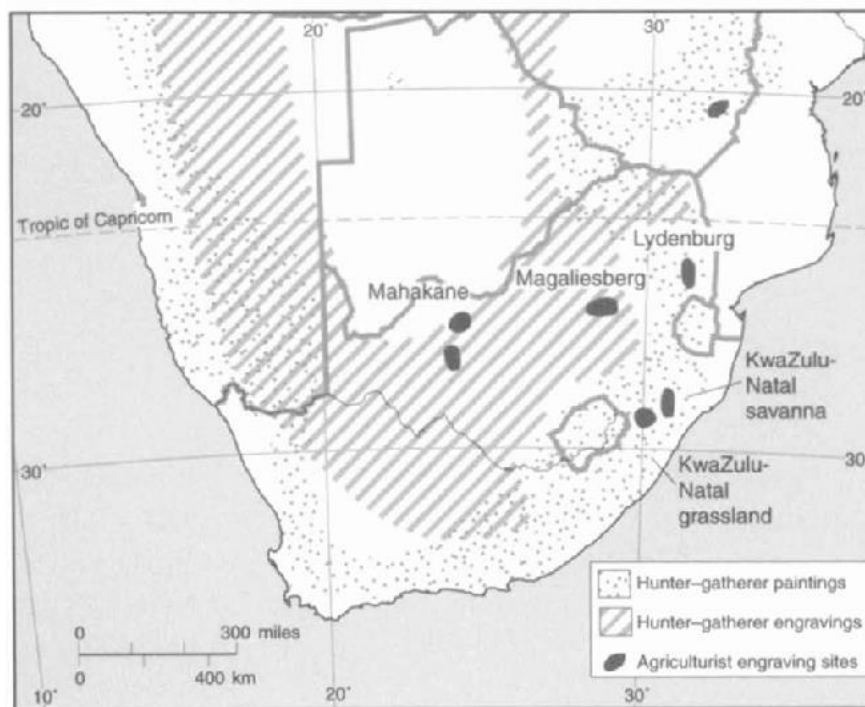 20°
30°
20°
20°
Tropic of Capricorn
Lydenburg
Mahakane
Magaliesberg
KwaZulu-
Natal
savanna
30°
30
KwaZulu-
Natal
grassland
Hunter–gatherer paintings
Hunter–gatherer engravings
Agriculturist engraving sites
0 300 miles
0 400 km
10°
20°
30°